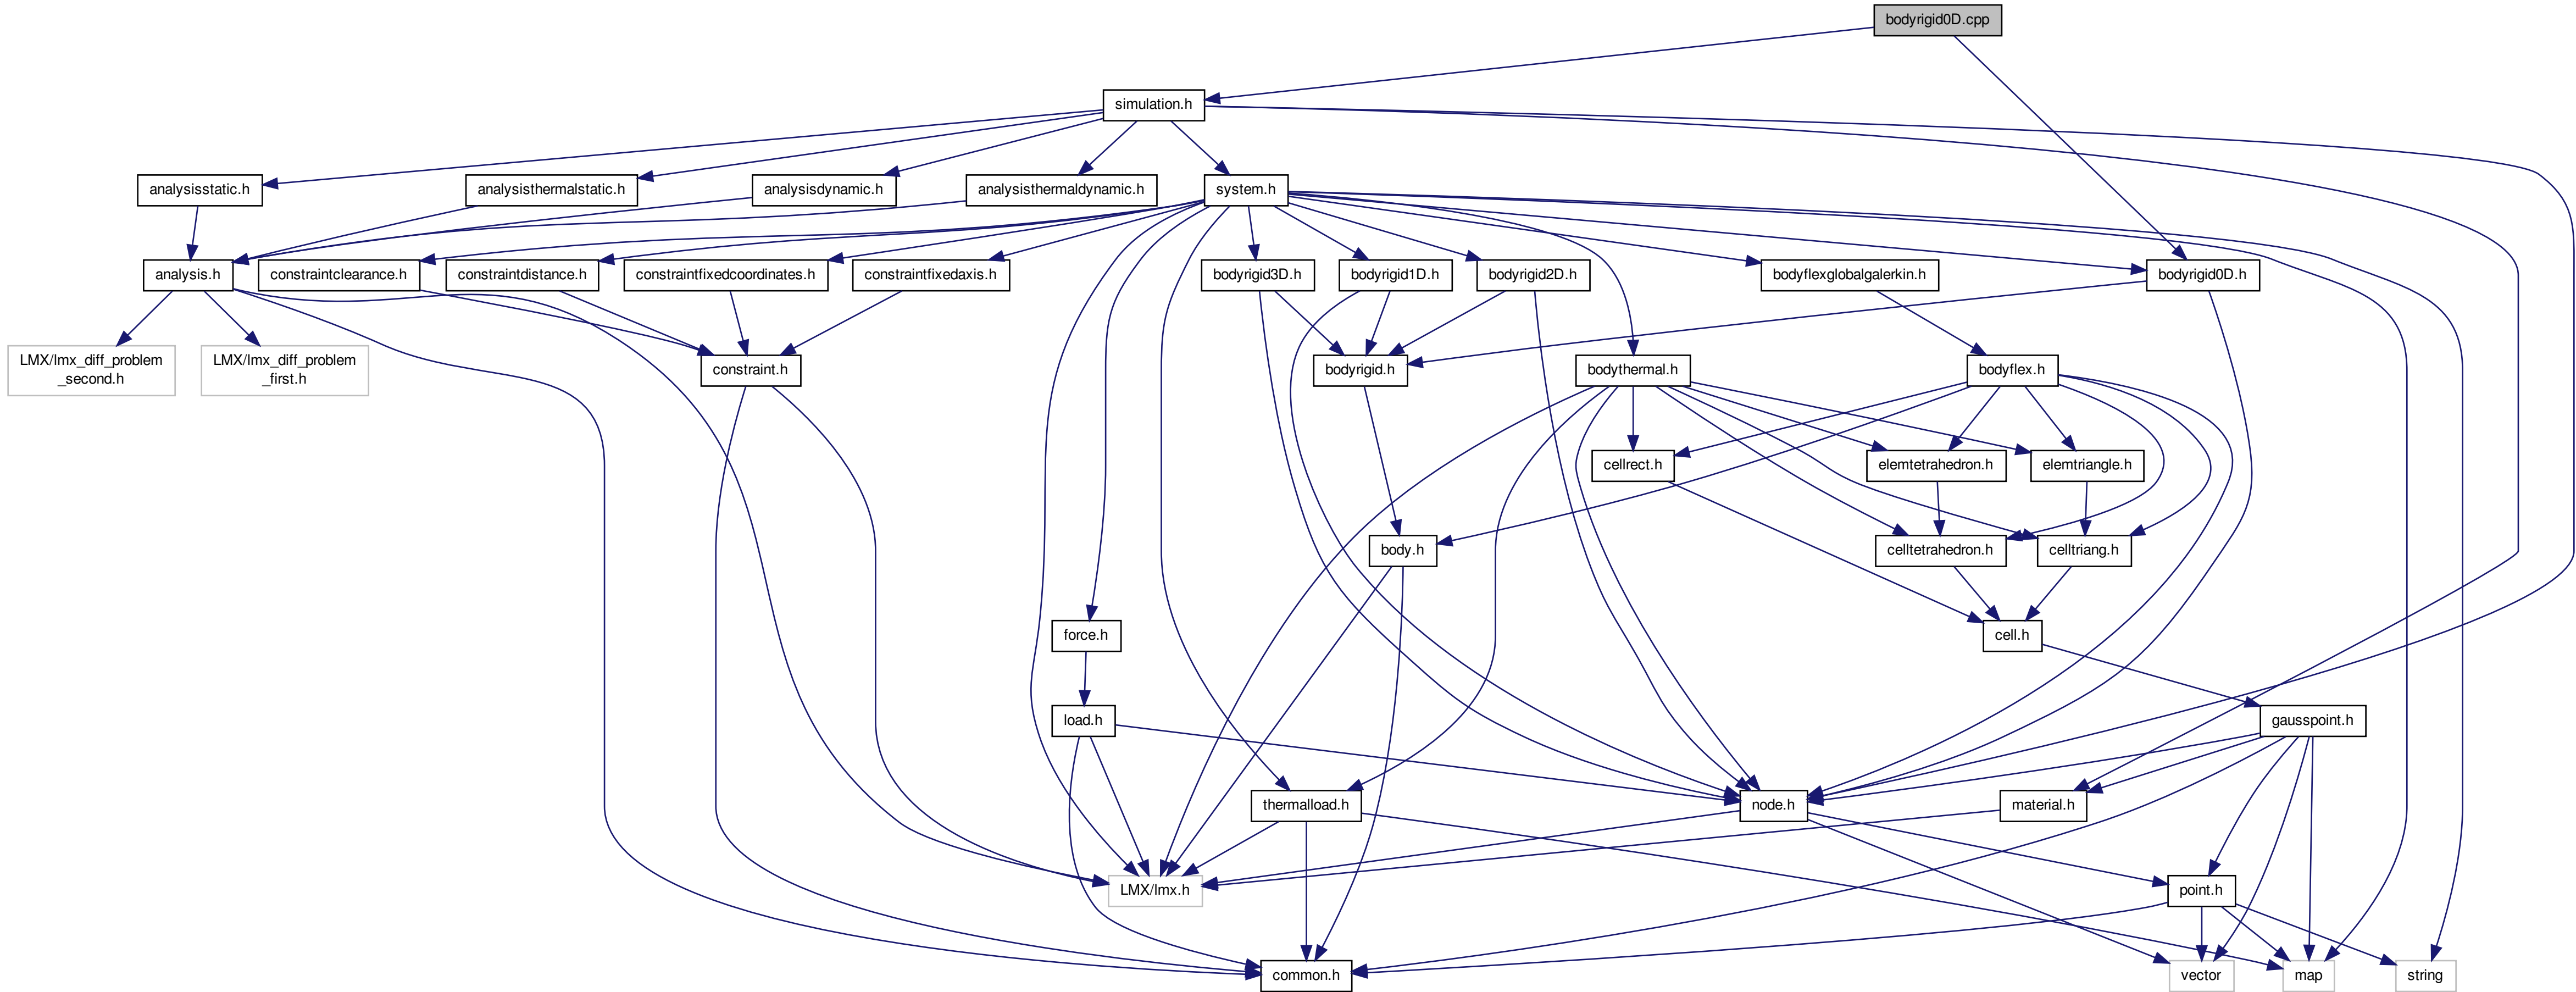 bodyrigid0D.cpp
simulation.h
analysisstatic.h
analysisthermalstatic.h
analysisdynamic.h
analysisthermaldynamic.h
system.h
analysis.h
constraintclearance.h
constraintdistance.h
constraintfixedcoordinates.h
constraintfixedaxis.h
bodyrigid3D.h
bodyrigid1D.h
bodyrigid2D.h
bodyflexglobalgalerkin.h
bodyrigid0D.h
LMX/lmx_diff_problem
_second.h
LMX/lmx_diff_problem
_first.h
constraint.h
bodyrigid.h
bodythermal.h
bodyflex.h
cellrect.h
elemtetrahedron.h
elemtriangle.h
body.h
celltetrahedron.h
celltriang.h
force.h
cell.h
load.h
gausspoint.h
thermalload.h
node.h
material.h
LMX/lmx.h
point.h
common.h
vector
map
string